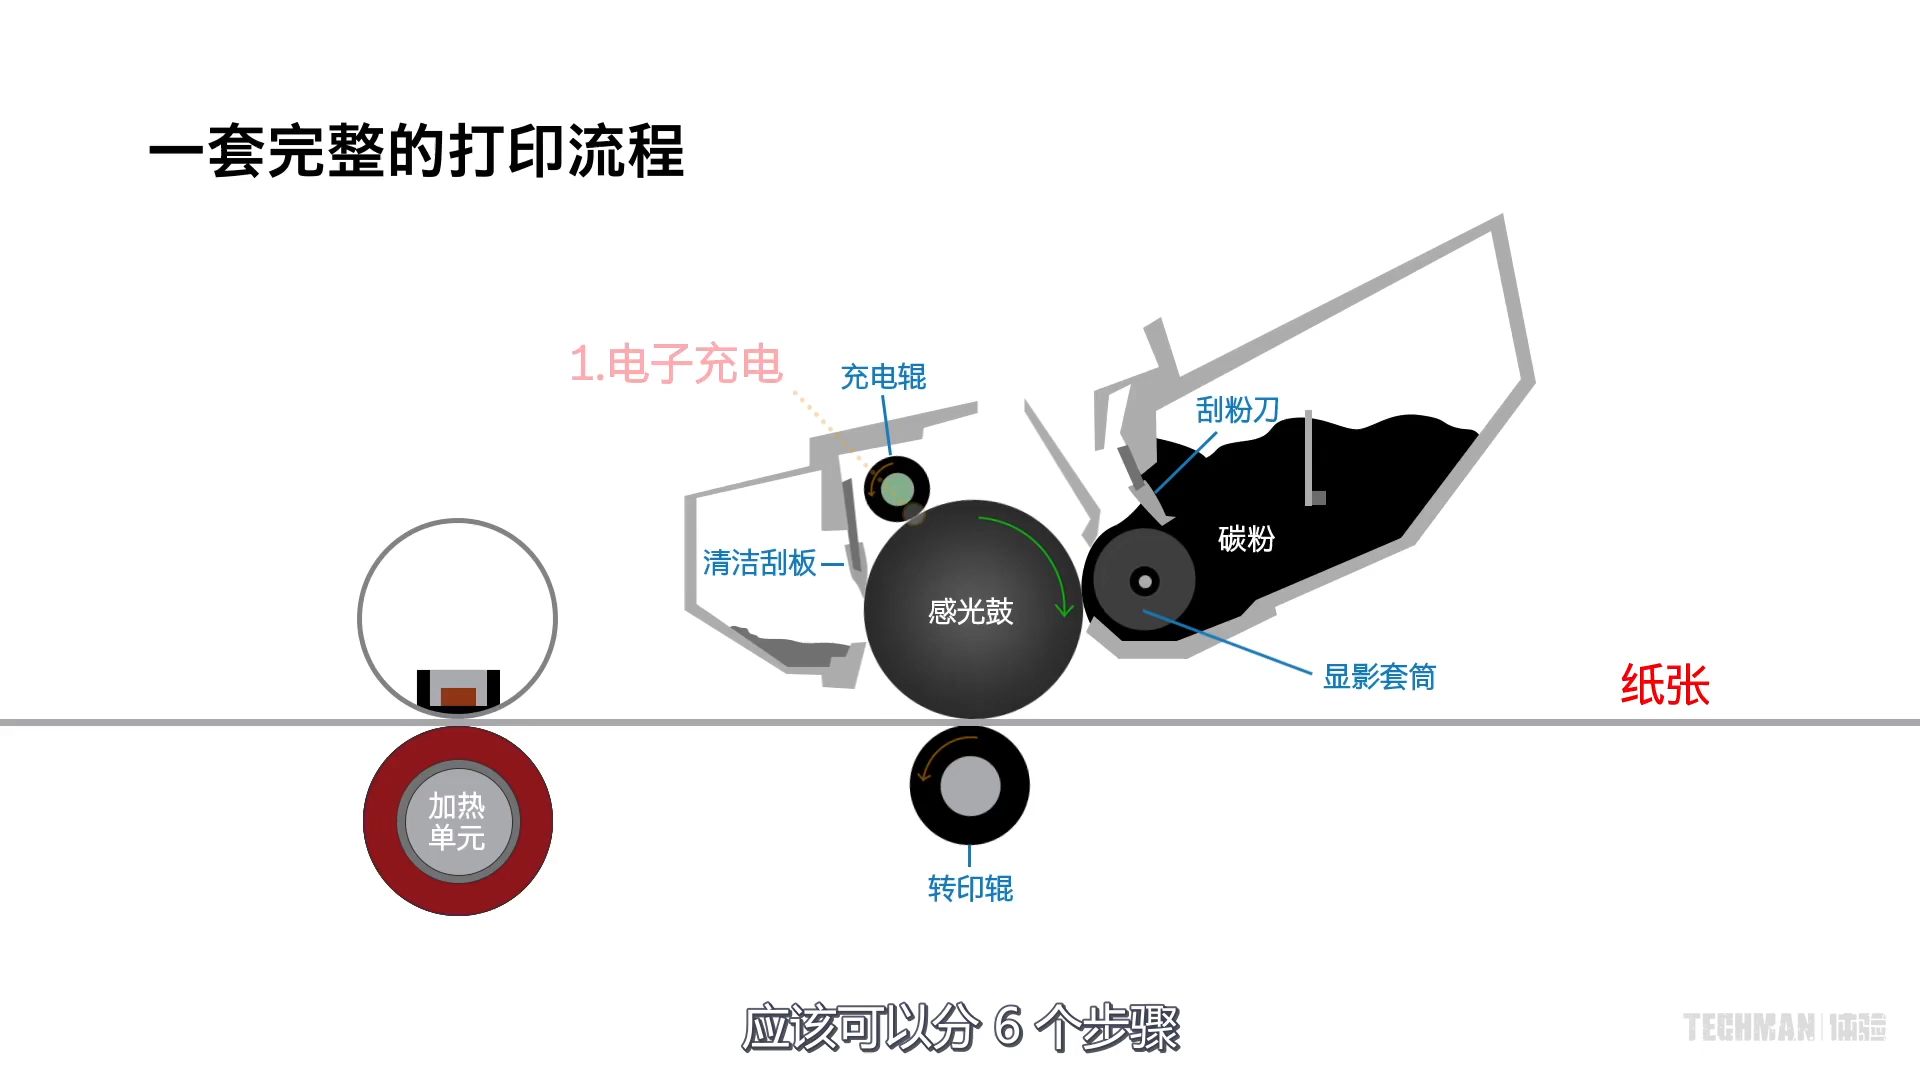 一套完整的打印流程
1.电子充电
充电辊
刮粉刀
碳粉
清洁刮板
感光鼓
显影套筒
纸张
加热
单元
转印辊
应该可以分 6 个步骤
TECHMAN 体验